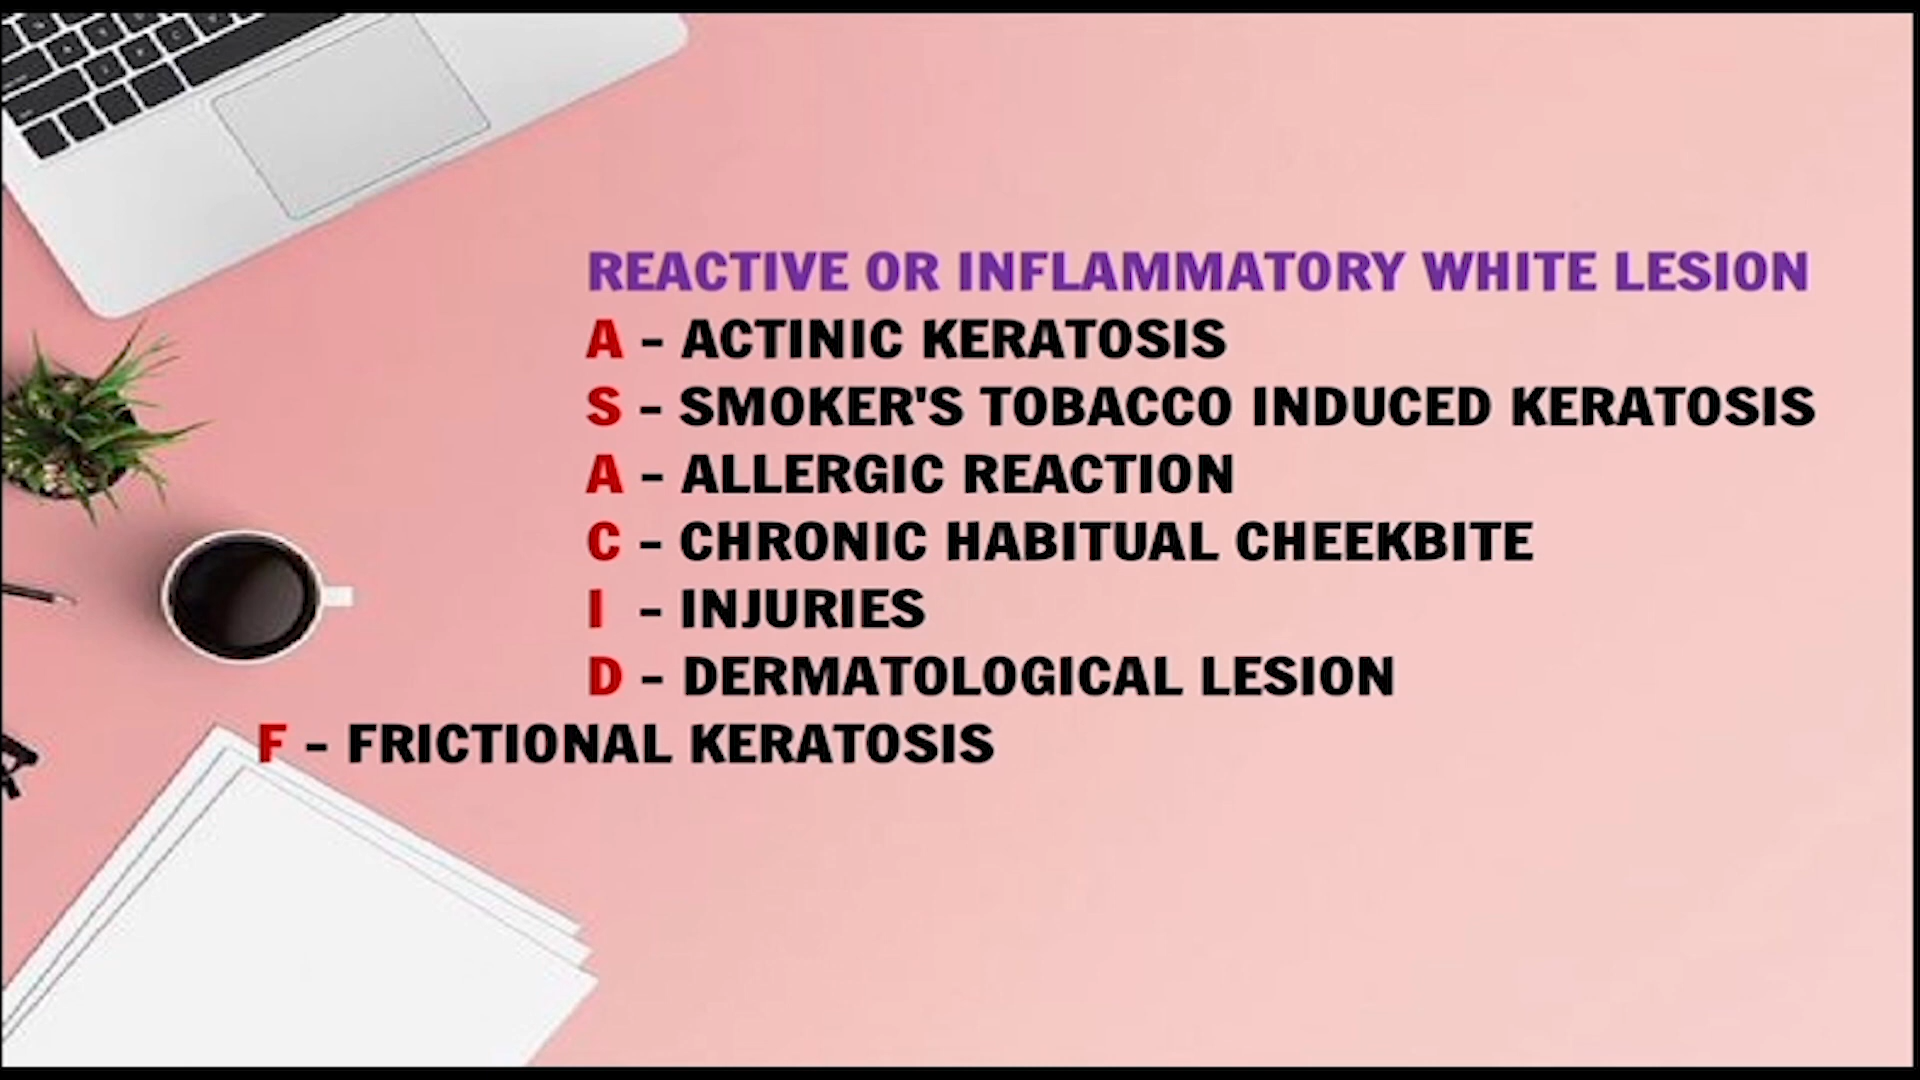 REACTIVE OR INFLAMMATORY WHITE LESION
A - ACTINIC KERATOSIS
S - SMOKER'S TOBACCO INDUCED KERATOSIS
A - ALLERGIC REACTION
C - CHRONIC HABITUAL CHEEKBITE
I - INJURIES
D - DERMATOLOGICAL LESION
F - FRICTIONAL KERATOSIS